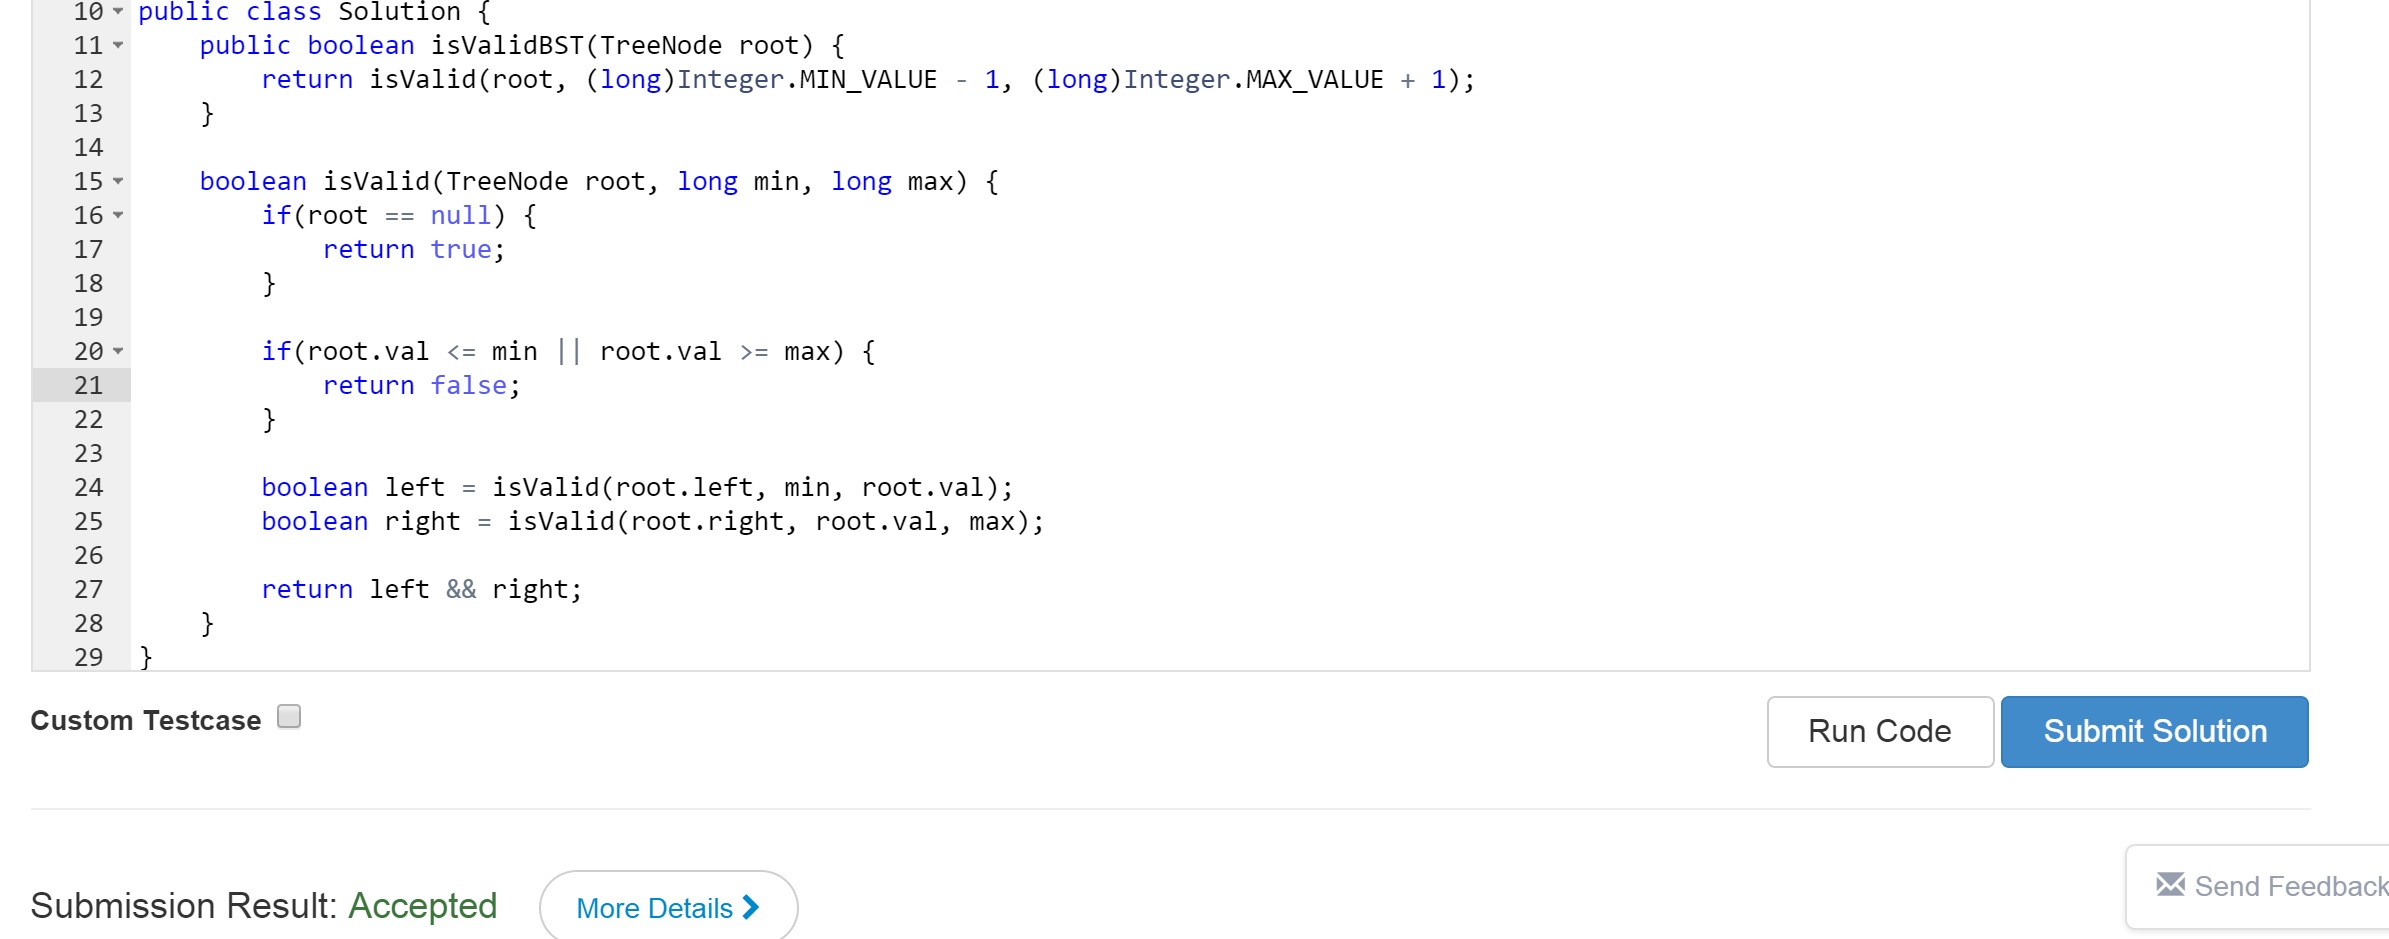 10 public class Solution {
11     public boolean isValidBST(TreeNode root) {
12         return isValid(root, (long)Integer.MIN_VALUE - 1, (long)Integer.MAX_VALUE + 1);
13     }
14
15     boolean isValid(TreeNode root, long min, long max) {
16         if(root == null) {
17             return true;
18         }
19
20         if(root.val <= min || root.val >= max) {
21             return false;
22         }
23
24         boolean left = isValid(root.left, min, root.val);
25         boolean right = isValid(root.right, root.val, max);
26
27         return left && right;
28     }
29 }
Custom Testcase
Run Code
Submit Solution
Submission Result: Accepted
More Details
Send Feedback